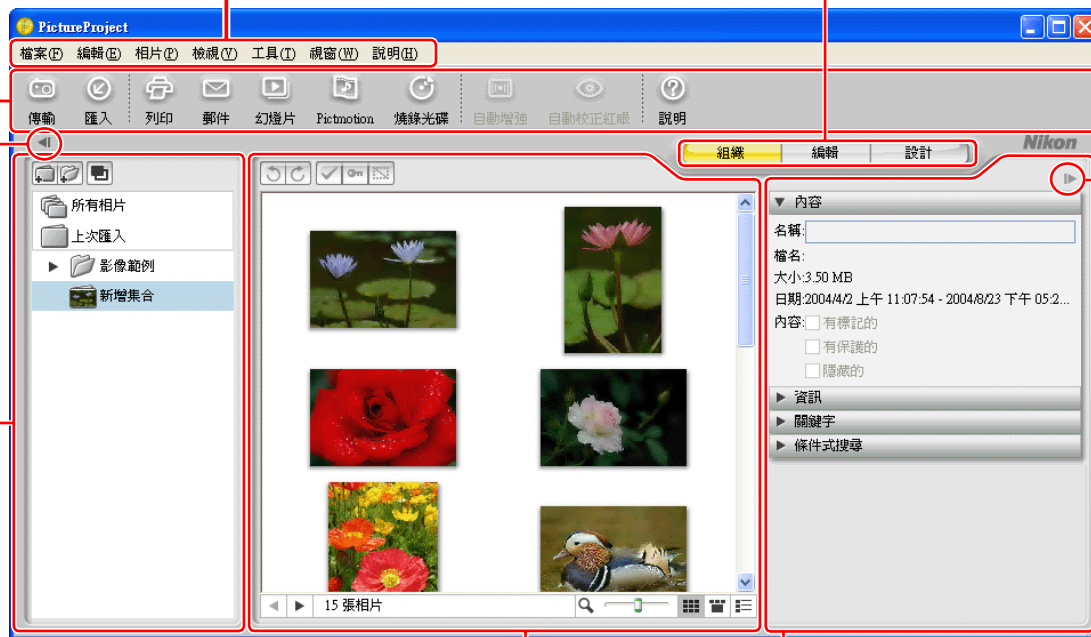 PictureProject
檔案(F) 編輯(E) 相片(P) 檢視(V) 工具(T) 視窗(W) 說明(H)
傳輸 匯入 列印 郵件 幻燈片 Pictmotion 燒錄光碟 自動增強 自動校正紅眼 說明
組織 編輯 設計
Nikon
所有相片
上次匯入
影像範例
新增集合
內容
名稱:
檔名:
大小:3.50 MB
日期:2004/4/2 上午 11:07:54 - 2004/8/23 下午 05:2...
內容: 有標記的
有保護的
隱藏的
資訊
關鍵字
條件式搜尋
15 張相片